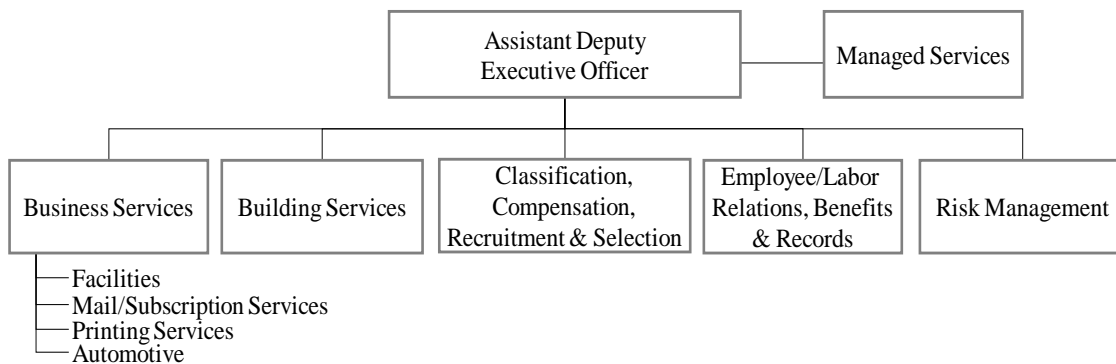 Assistant Deputy
Executive Officer
Managed Services
Business Services
Building Services
Classification,
Compensation,
Recruitment & Selection
Employee/Labor
Relations, Benefits
& Records
Risk Management
Facilities
Mail/Subscription Services
Printing Services
Automotive